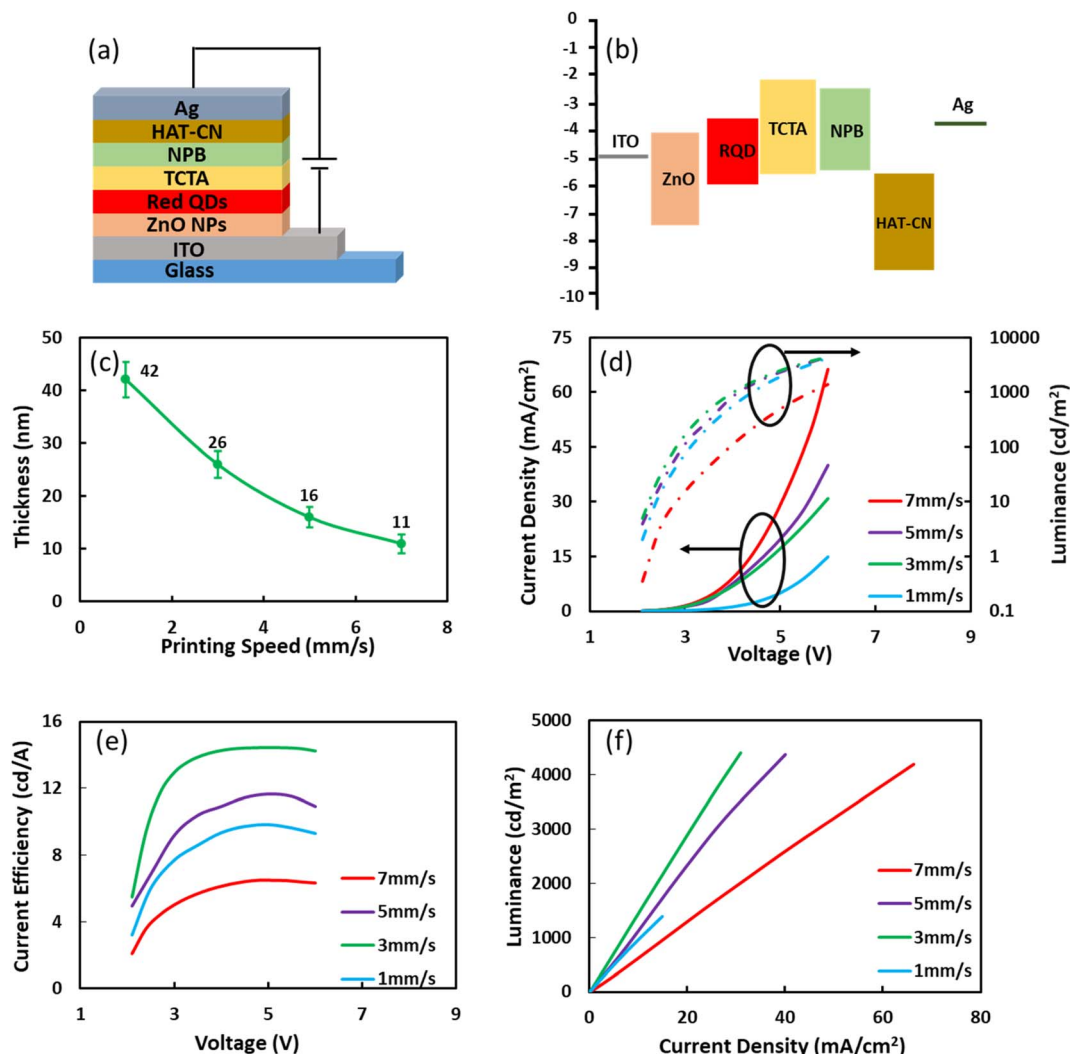 (a)
Ag
HAT-CN
NPB
TCTA
Red QDs
ZnO NPs
ITO
Glass
(b)
-0
-1
-2
-3
-4
-5
-6
-7
-8
-9
-10
ITO
ZnO
RQD
TCTA
NPB
HAT-CN
Ag
(c)
50
40
30
20
10
0
Thickness (nm)
42
26
16
11
0 2 4 6 8
Printing Speed (mm/s)
(d)
75
60
45
30
15
0
Current Density (mA/cm²)
10000
1000
100
10
1
0.1
Luminance (cd/m²)
7mm/s
5mm/s
3mm/s
1mm/s
1 3 5 7 9
Voltage (V)
(e)
16
12
8
4
0
Current Efficiency (cd/A)
7mm/s
5mm/s
3mm/s
1mm/s
1 3 5 7 9
Voltage (V)
(f)
5000
4000
3000
2000
1000
0
Luminance (cd/m²)
7mm/s
5mm/s
3mm/s
1mm/s
0 20 40 60 80
Current Density (mA/cm²)